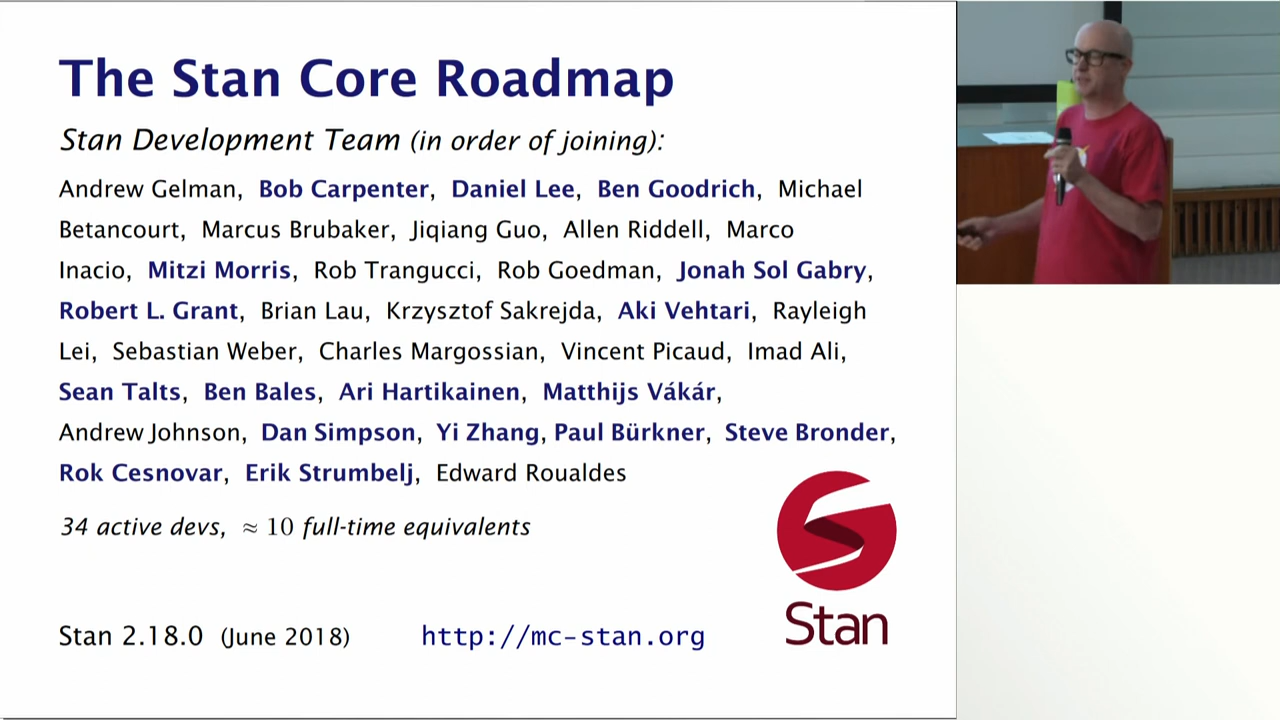 The Stan Core Roadmap
Stan Development Team (in order of joining):
Andrew Gelman, Bob Carpenter, Daniel Lee, Ben Goodrich, Michael
Betancourt, Marcus Brubaker, Jiqiang Guo, Allen Riddell, Marco
Inacio, Mitzi Morris, Rob Trangucci, Rob Goedman, Jonah Sol Gabry,
Robert L. Grant, Brian Lau, Krzysztof Sakrejda, Aki Vehtari, Rayleigh
Lei, Sebastian Weber, Charles Margossian, Vincent Picaud, Imad Ali,
Sean Talts, Ben Bales, Ari Hartikainen, Matthijs Vákár,
Andrew Johnson, Dan Simpson, Yi Zhang, Paul Bürkner, Steve Bronder,
Rok Cesnovar, Erik Strumbelj, Edward Roualdes
34 active devs, ≈ 10 full-time equivalents
Stan
Stan 2.18.0 (June 2018) http://mc-stan.org